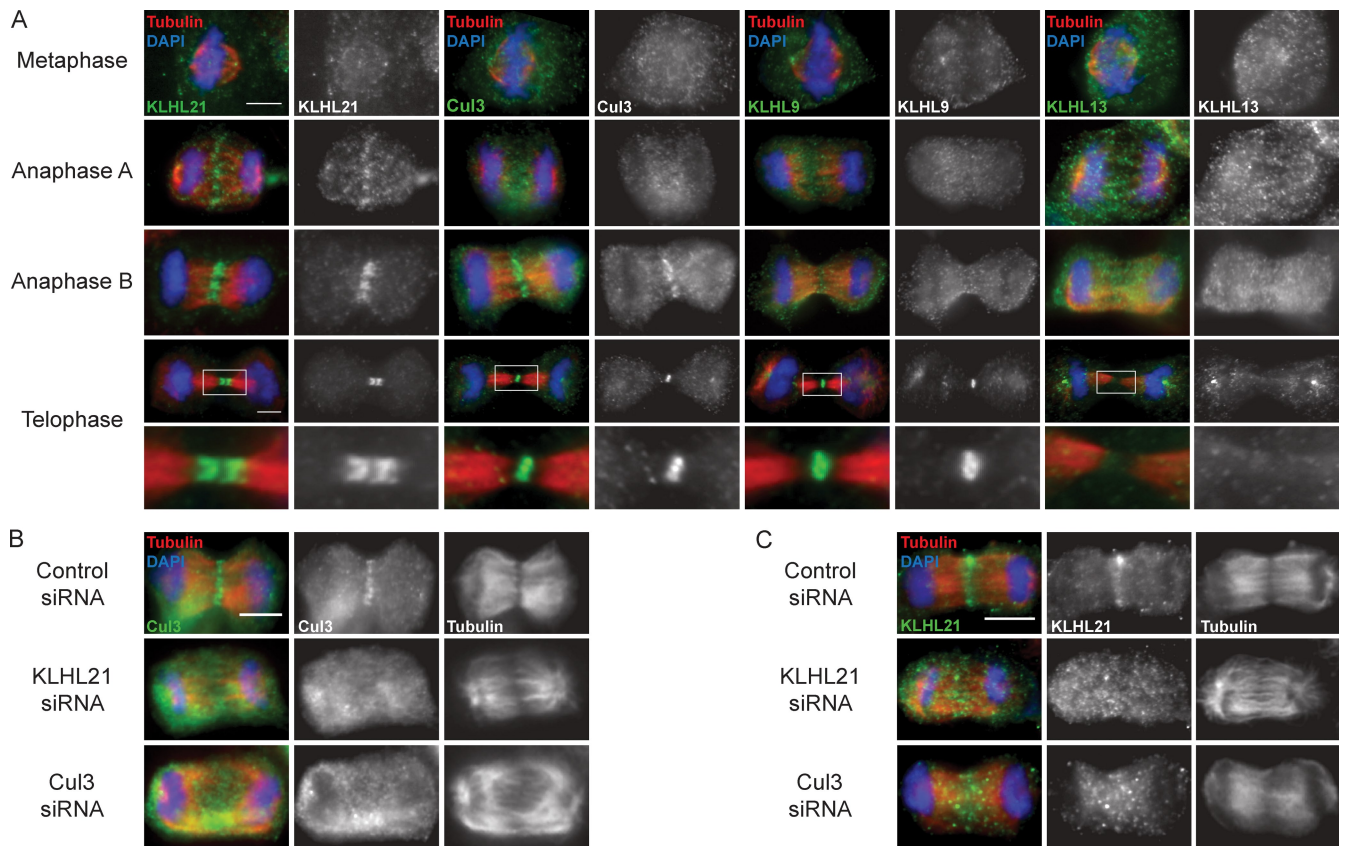 A
Metaphase
Tubulin
DAPI
KLHL21
KLHL21
Tubulin
DAPI
Cul3
Cul3
Tubulin
DAPI
KLHL9
KLHL9
Tubulin
DAPI
KLHL13
KLHL13
Anaphase A
Anaphase B
Telophase
B
Control
siRNA
Tubulin
DAPI
Cul3
Cul3
Tubulin
KLHL21
siRNA
Cul3
siRNA
C
Control
siRNA
Tubulin
DAPI
KLHL21
KLHL21
Tubulin
KLHL21
siRNA
Cul3
siRNA